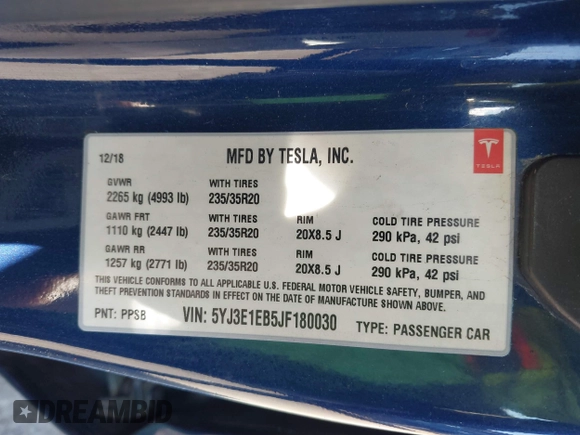 12/18 MFD BY TESLA, INC.
TESLA
GVWR WITH TIRES
2265 kg (4993 lb) 235/35R20
GAWR FRT WITH TIRES RIM COLD TIRE PRESSURE
1110 kg (2447 lb) 235/35R20 20X8.5 J 290 kPa, 42 psi
GAWR RR WITH TIRES RIM COLD TIRE PRESSURE
1257 kg (2771 lb) 235/35R20 20X8.5 J 290 kPa, 42 psi
THIS VEHICLE CONFORMS TO ALL APPLICABLE U.S. FEDERAL MOTOR VEHICLE SAFETY, BUMPER, AND
THEFT PREVENTION STANDARDS IN EFFECT ON THE DATE OF MANUFACTURE SHOWN ABOVE.
PNT: PPSB VIN: 5YJ3E1EB5JF180030 TYPE: PASSENGER CAR
DREAMBID